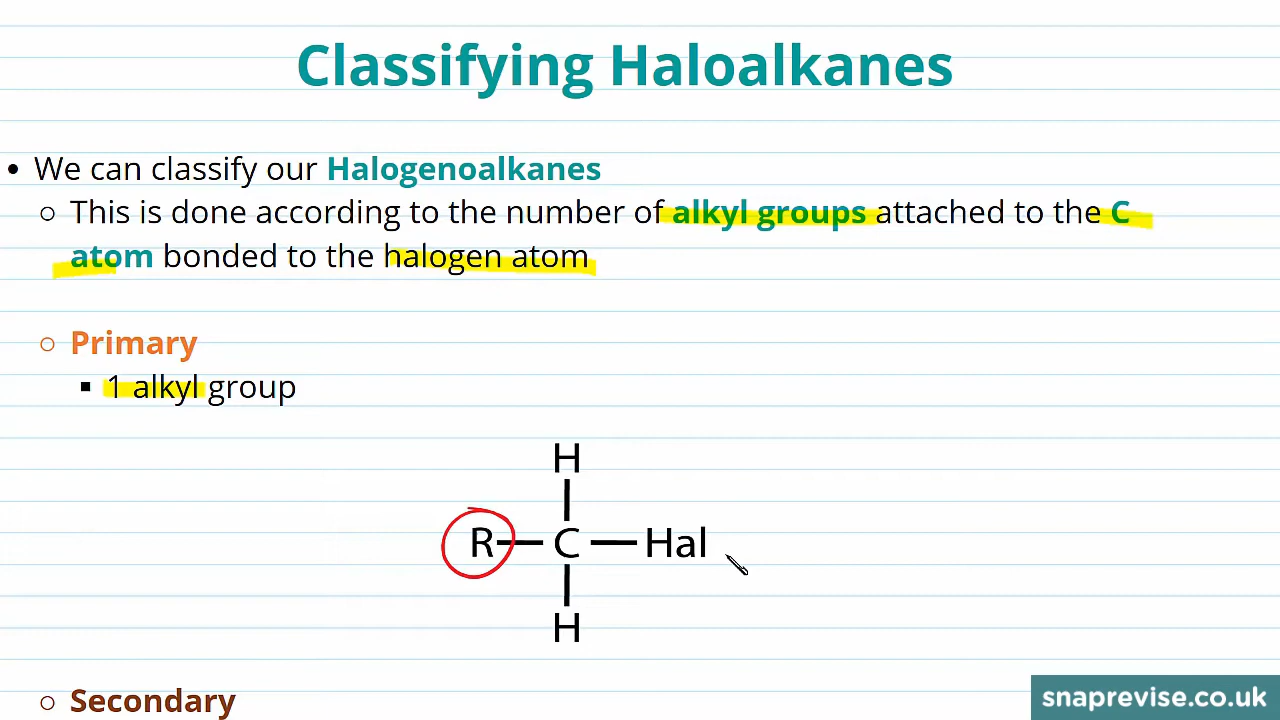 Classifying Haloalkanes
• We can classify our Halogenoalkanes
○ This is done according to the number of alkyl groups attached to the C
atom bonded to the halogen atom
○ Primary
▪ 1 alkyl group
H
R — C — Hal
H
○ Secondary
snaprevise.co.uk